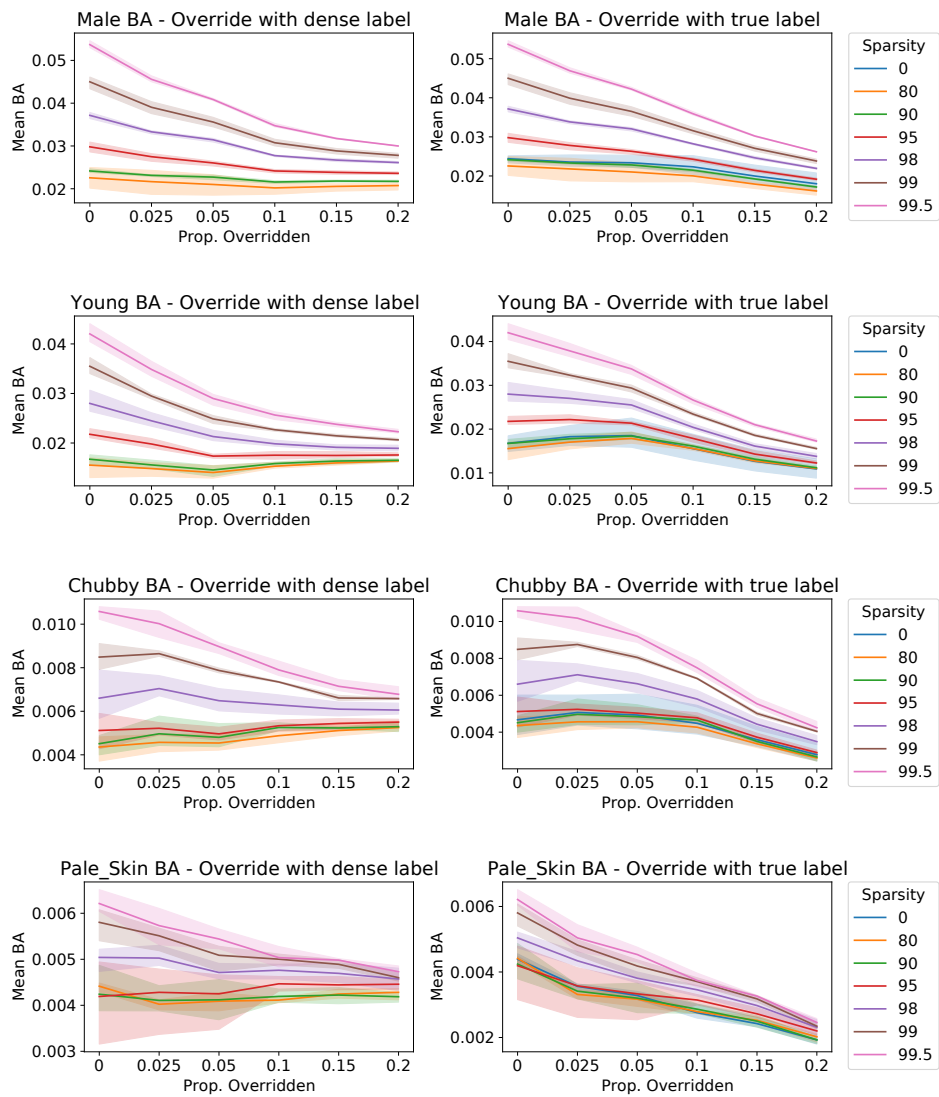 Male BA - Override with dense label
Mean BA
0.05
0.04
0.03
0.02
0 0.025 0.05 0.1 0.15 0.2
Prop. Overridden
Male BA - Override with true label
Mean BA
0.05
0.04
0.03
0.02
0 0.025 0.05 0.1 0.15 0.2
Prop. Overridden
Sparsity
0
80
90
95
98
99
99.5
Young BA - Override with dense label
Mean BA
0.04
0.03
0.02
0 0.025 0.05 0.1 0.15 0.2
Prop. Overridden
Young BA - Override with true label
Mean BA
0.04
0.03
0.02
0.01
0 0.025 0.05 0.1 0.15 0.2
Prop. Overridden
Sparsity
0
80
90
95
98
99
99.5
Chubby BA - Override with dense label
Mean BA
0.010
0.008
0.006
0.004
0 0.025 0.05 0.1 0.15 0.2
Prop. Overridden
Chubby BA - Override with true label
Mean BA
0.010
0.008
0.006
0.004
0 0.025 0.05 0.1 0.15 0.2
Prop. Overridden
Sparsity
0
80
90
95
98
99
99.5
Pale_Skin BA - Override with dense label
Mean BA
0.006
0.005
0.004
0.003
0 0.025 0.05 0.1 0.15 0.2
Prop. Overridden
Pale_Skin BA - Override with true label
Mean BA
0.006
0.004
0.002
0 0.025 0.05 0.1 0.15 0.2
Prop. Overridden
Sparsity
0
80
90
95
98
99
99.5